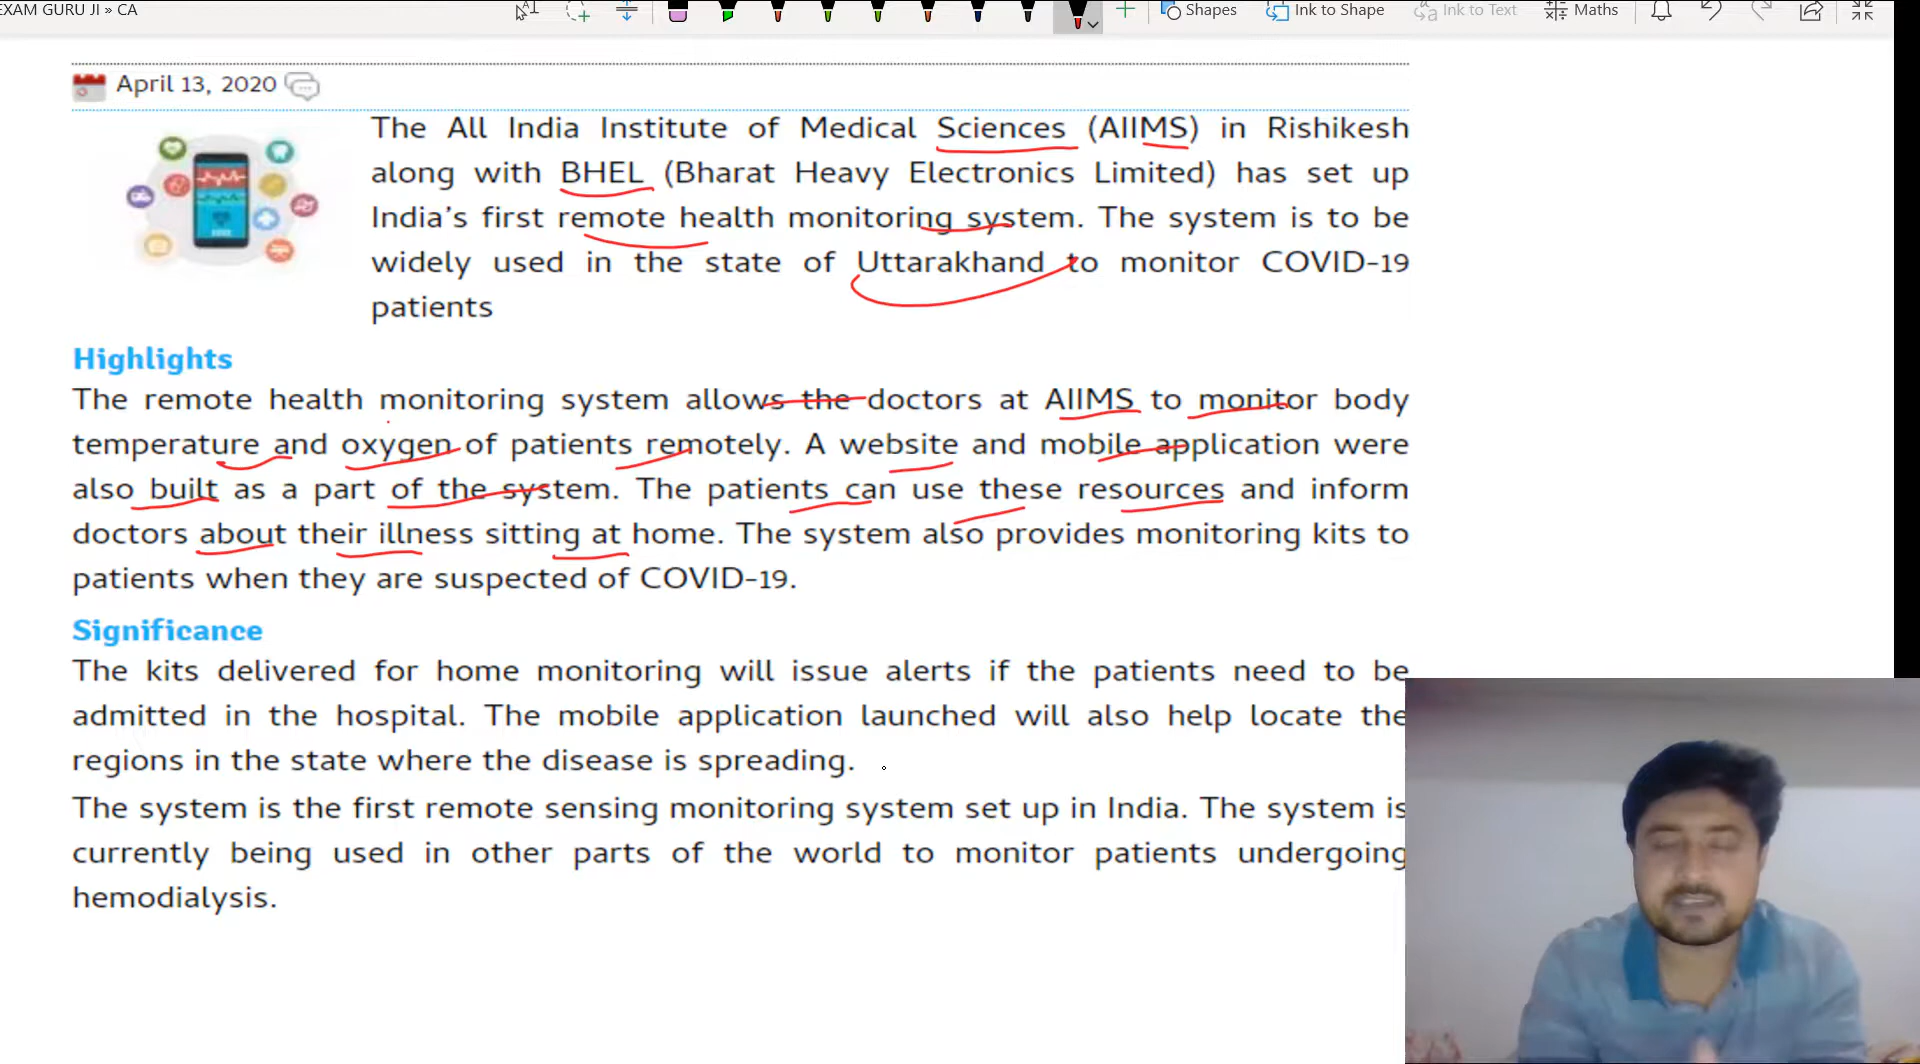 EXAM GURU JI » CA
Shapes
Ink to Shape
Ink to Text
Maths
April 13, 2020
The All India Institute of Medical Sciences (AIIMS) in Rishikesh
along with BHEL (Bharat Heavy Electronics Limited) has set up
India's first remote health monitoring system. The system is to be
widely used in the state of Uttarakhand to monitor COVID-19
patients
Highlights
The remote health monitoring system allows the doctors at AIIMS to monitor body
temperature and oxygen of patients remotely. A website and mobile application were
also built as a part of the system. The patients can use these resources and inform
doctors about their illness sitting at home. The system also provides monitoring kits to
patients when they are suspected of COVID-19.
Significance
The kits delivered for home monitoring will issue alerts if the patients need to be
admitted in the hospital. The mobile application launched will also help locate the
regions in the state where the disease is spreading.
The system is the first remote sensing monitoring system set up in India. The system is
currently being used in other parts of the world to monitor patients undergoing
hemodialysis.